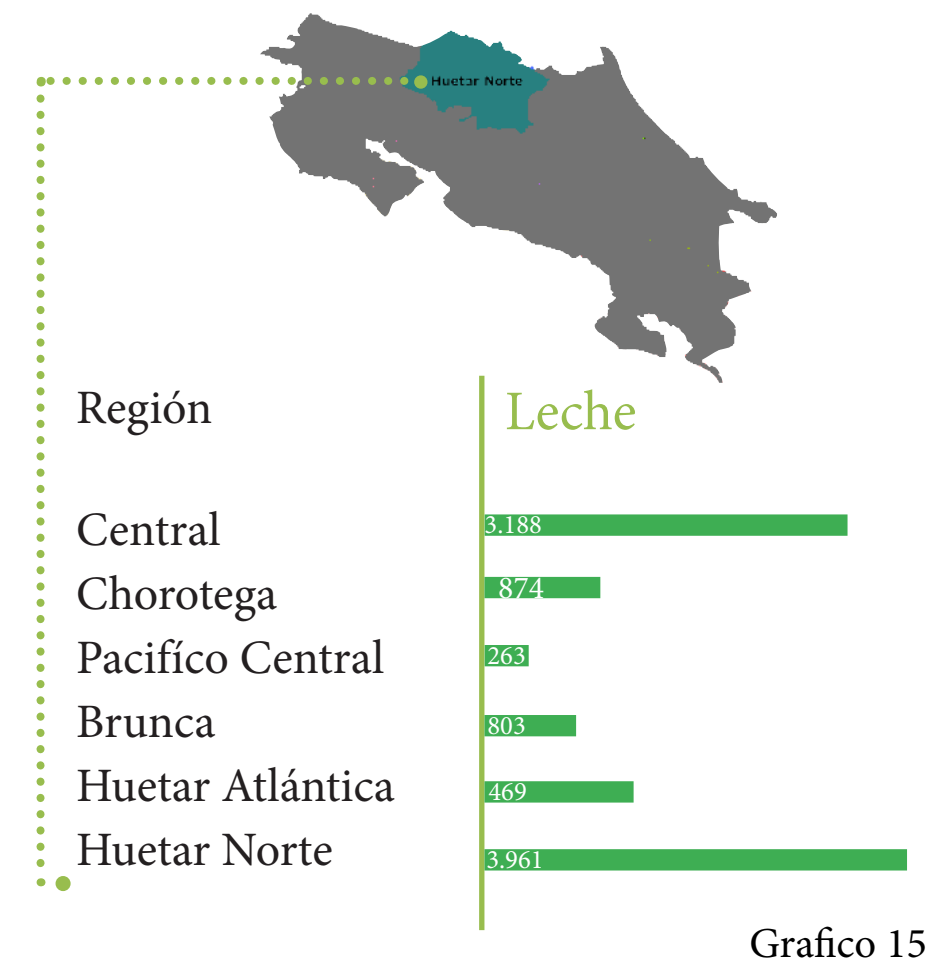 Huetar Norte
Región Leche
Central 3.188
Chorotega 874
Pacifíco Central 263
Brunca 803
Huetar Atlántica 469
Huetar Norte 3.961
Grafico 15